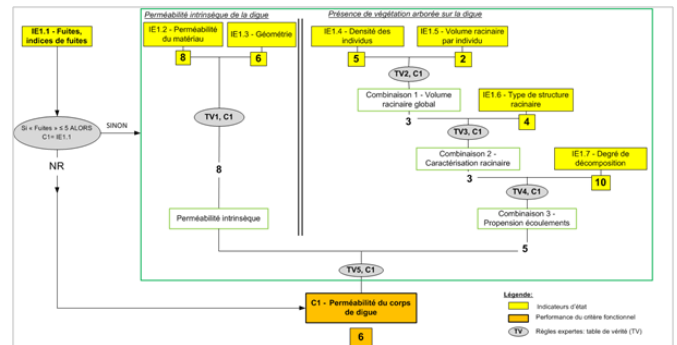 Perméabilité intrinsèque de la digue
Présence de végétation arborée sur la digue
IE1.1 - Fuites,
indices de fuites
IE1.2 - Perméabilité
du matériau
IE1.3 - Géométrie
8
6
IE1.4 - Densité des
individus
IE1.5 - Volume racinaire
par individu
5
2
TV2, C1
Combinaison 1 - Volume
racinaire global
IE1.6 - Type de structure
racinaire
3
4
Si « Fuites » ≤ 5 ALORS
C1= IE1.1
SINON
TV1, C1
TV3, C1
NR
Combinaison 2 -
Caractérisation racinaire
IE1.7 - Degré de
décomposition
8
3
10
TV4, C1
Perméabilité intrinsèque
Combinaison 3 -
Propension écoulements
5
TV5, C1
C1 - Perméabilité du corps
de digue
6
Légende:
Indicateurs d'état
Performance du critère fonctionnel
TV
Règles expertes: table de vérité (TV)